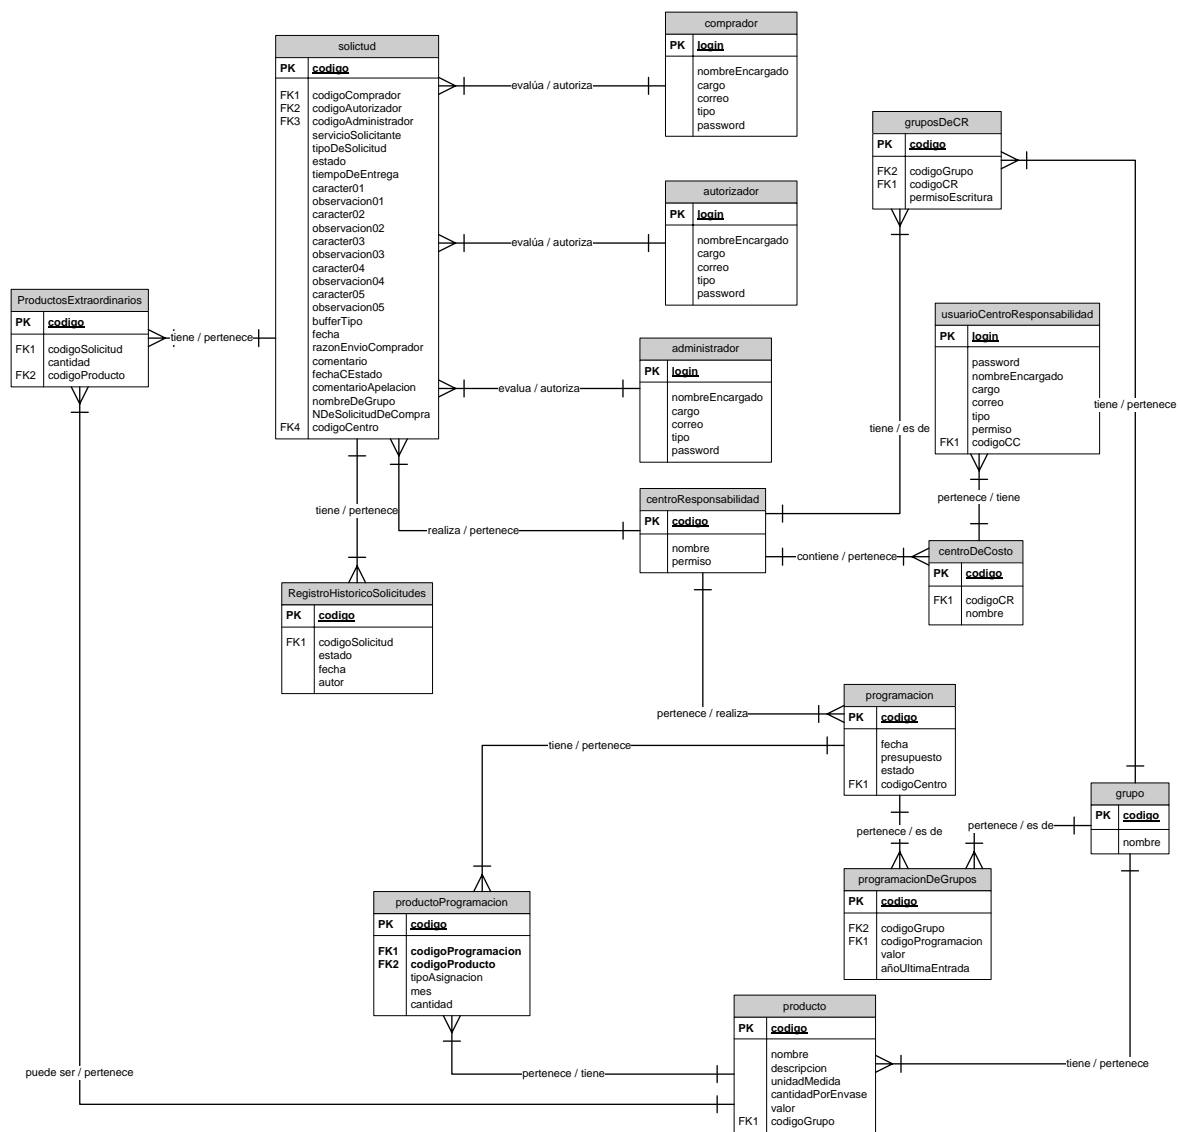 comprador
PK login
nombreEncargado
cargo
correo
tipo
password
solictud
PK codigo
FK1 codigoComprador
FK2 codigoAutorizador
FK3 codigoAdministrador
servicioSolicitante
tipoDeSolicitud
estado
tiempoDeEntrega
caracter01
observacion01
caracter02
observacion02
caracter03
observacion03
caracter04
observacion04
caracter05
observacion05
bufferTipo
fecha
razonEnvioComprador
comentario
fechaCEstado
comentarioApelacion
nombreDeGrupo
NDeSolicitudDeCompra
FK4 codigoCentro
evalúa / autoriza
gruposDeCR
PK codigo
FK2 codigoGrupo
FK1 codigoCR
permisoEscritura
autorizador
PK login
nombreEncargado
cargo
correo
tipo
password
evalúa / autoriza
ProductosExtraordinarios
PK codigo
FK1 codigoSolicitud
cantidad
FK2 codigoProducto
tiene / pertenece
usuarioCentroResponsabilidad
PK login
password
nombreEncargado
cargo
correo
tipo
permiso
FK1 codigoCC
administrador
PK login
nombreEncargado
cargo
correo
tipo
password
evalua / autoriza
tiene / pertenece
tiene / es de
centroResponsabilidad
PK codigo
nombre
permiso
pertenece / tiene
tiene / pertenece
realiza / pertenece
contiene / pertenece
centroDeCosto
PK codigo
FK1 codigoCR
nombre
RegistroHistoricoSolicitudes
PK codigo
FK1 codigoSolicitud
estado
fecha
autor
programacion
PK codigo
fecha
presupuesto
estado
FK1 codigoCentro
pertenece / realiza
tiene / pertenece
grupo
PK codigo
nombre
pertenece / es de
pertenece / es de
programacionDeGrupos
PK codigo
FK2 codigoGrupo
FK1 codigoProgramacion
valor
añoUltimaEntrada
productoProgramacion
PK codigo
FK1 codigoProgramacion
FK2 codigoProducto
tipoAsignacion
mes
cantidad
producto
PK codigo
nombre
descripcion
unidadMedida
cantidadPorEnvase
valor
FK1 codigoGrupo
tiene / pertenece
puede ser / pertenece
pertenece / tiene